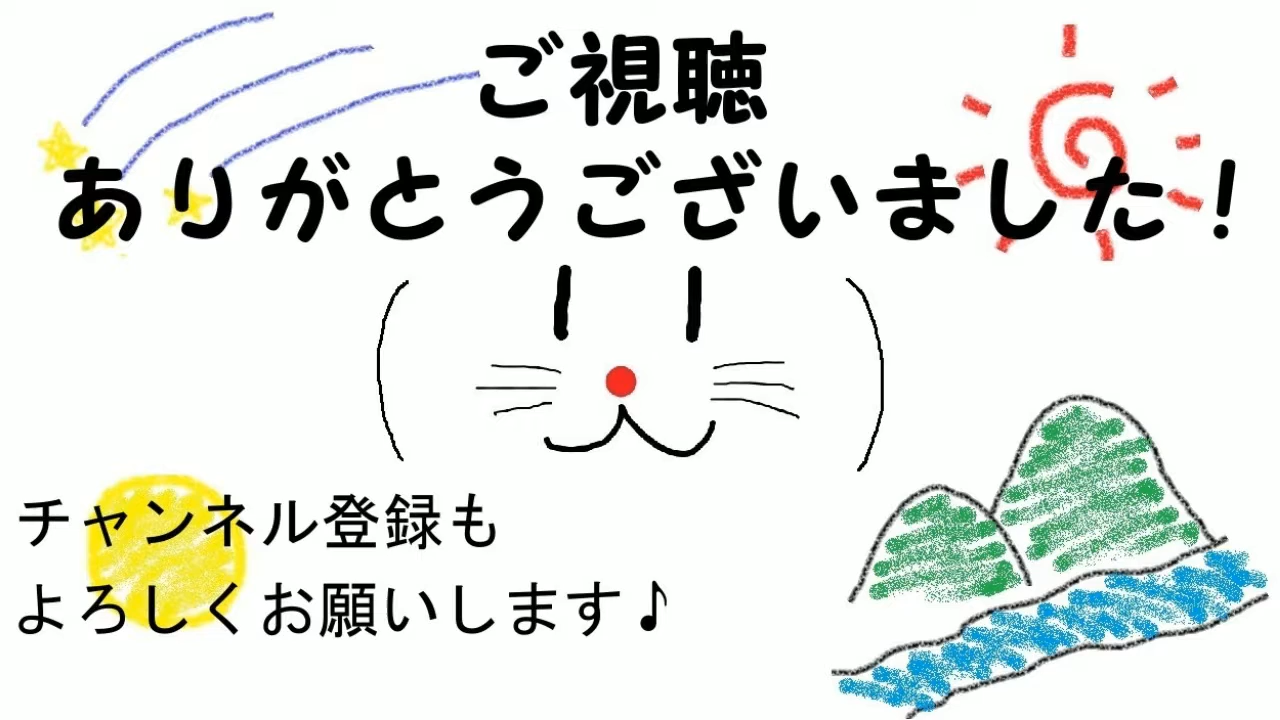 ご視聴
ありがとうございました!
チャンネル登録も
よろしくお願いします♪